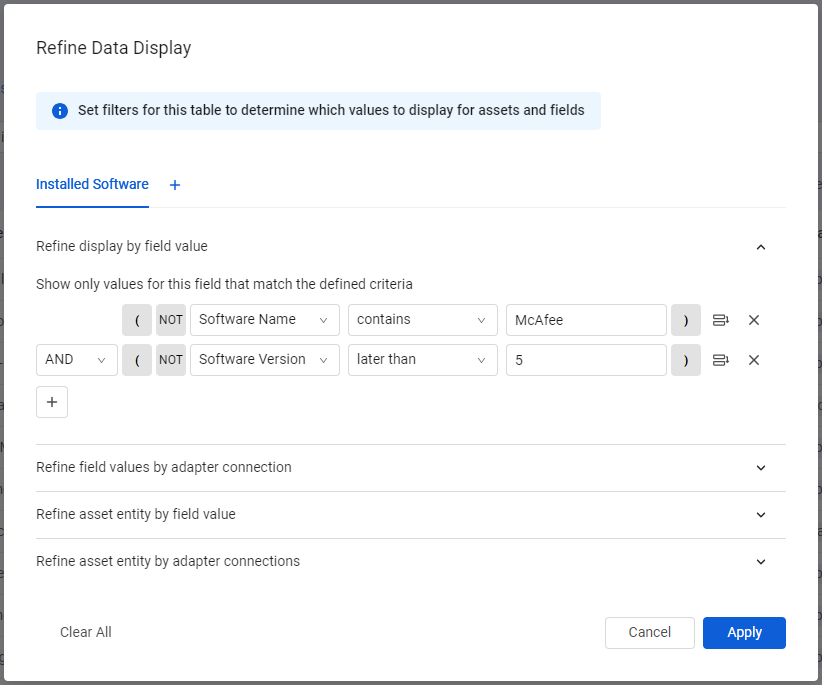 Refine Data Display
Set filters for this table to determine which values to display for assets and fields
Installed Software +
Refine display by field value
Show only values for this field that match the defined criteria
( NOT Software Name contains McAfee )
AND ( NOT Software Version later than 5 )
+
Refine field values by adapter connection
Refine asset entity by field value
Refine asset entity by adapter connections
Clear All Cancel Apply